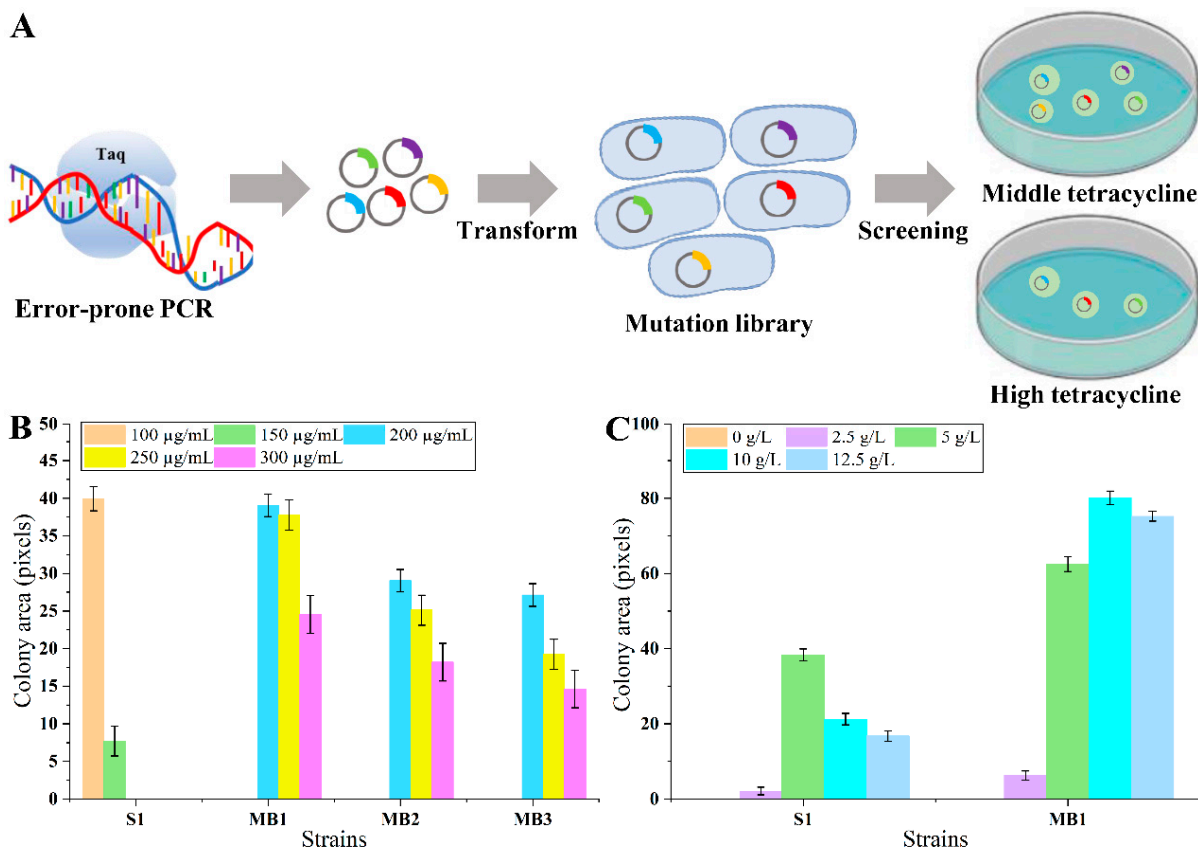 A
Taq
Error-prone PCR
Transform
Mutation library
Screening
Middle tetracycline
High tetracycline
B
100 µg/mL 150 µg/mL 200 µg/mL
250 µg/mL 300 µg/mL
50
45
40
35
30
25
20
15
10
5
0
Colony area (pixels)
S1 MB1 MB2 MB3
Strains
C
0 g/L 2.5 g/L 5 g/L
10 g/L 12.5 g/L
100
80
60
40
20
0
Colony area (pixels)
S1 MB1
Strains